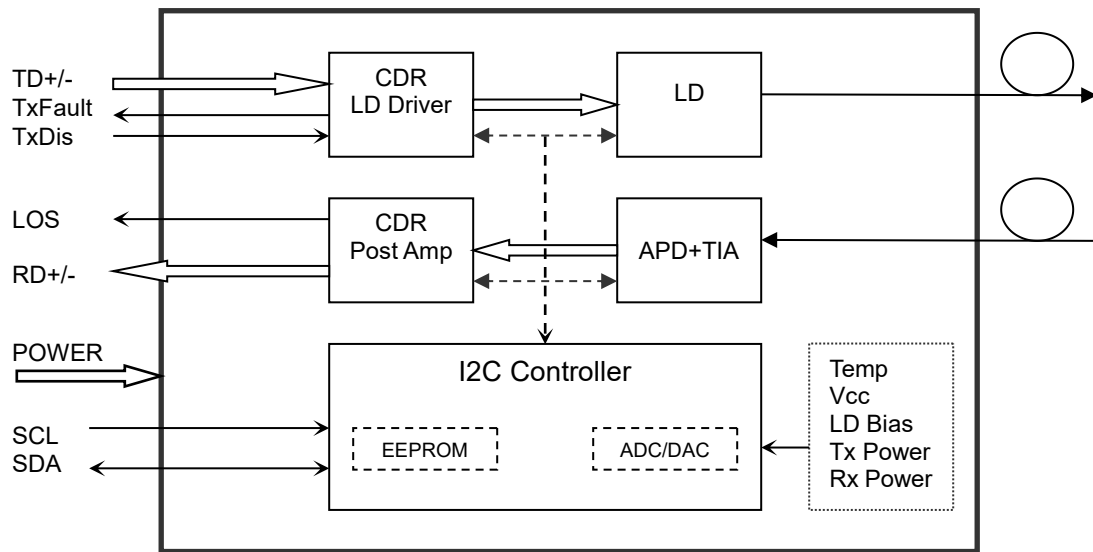 TD+/-
TxFault
TxDis
CDR
LD Driver
LD
LOS
RD+/-
CDR
Post Amp
APD+TIA
POWER
SCL
SDA
I2C Controller
EEPROM
ADC/DAC
Temp
Vcc
LD Bias
Tx Power
Rx Power